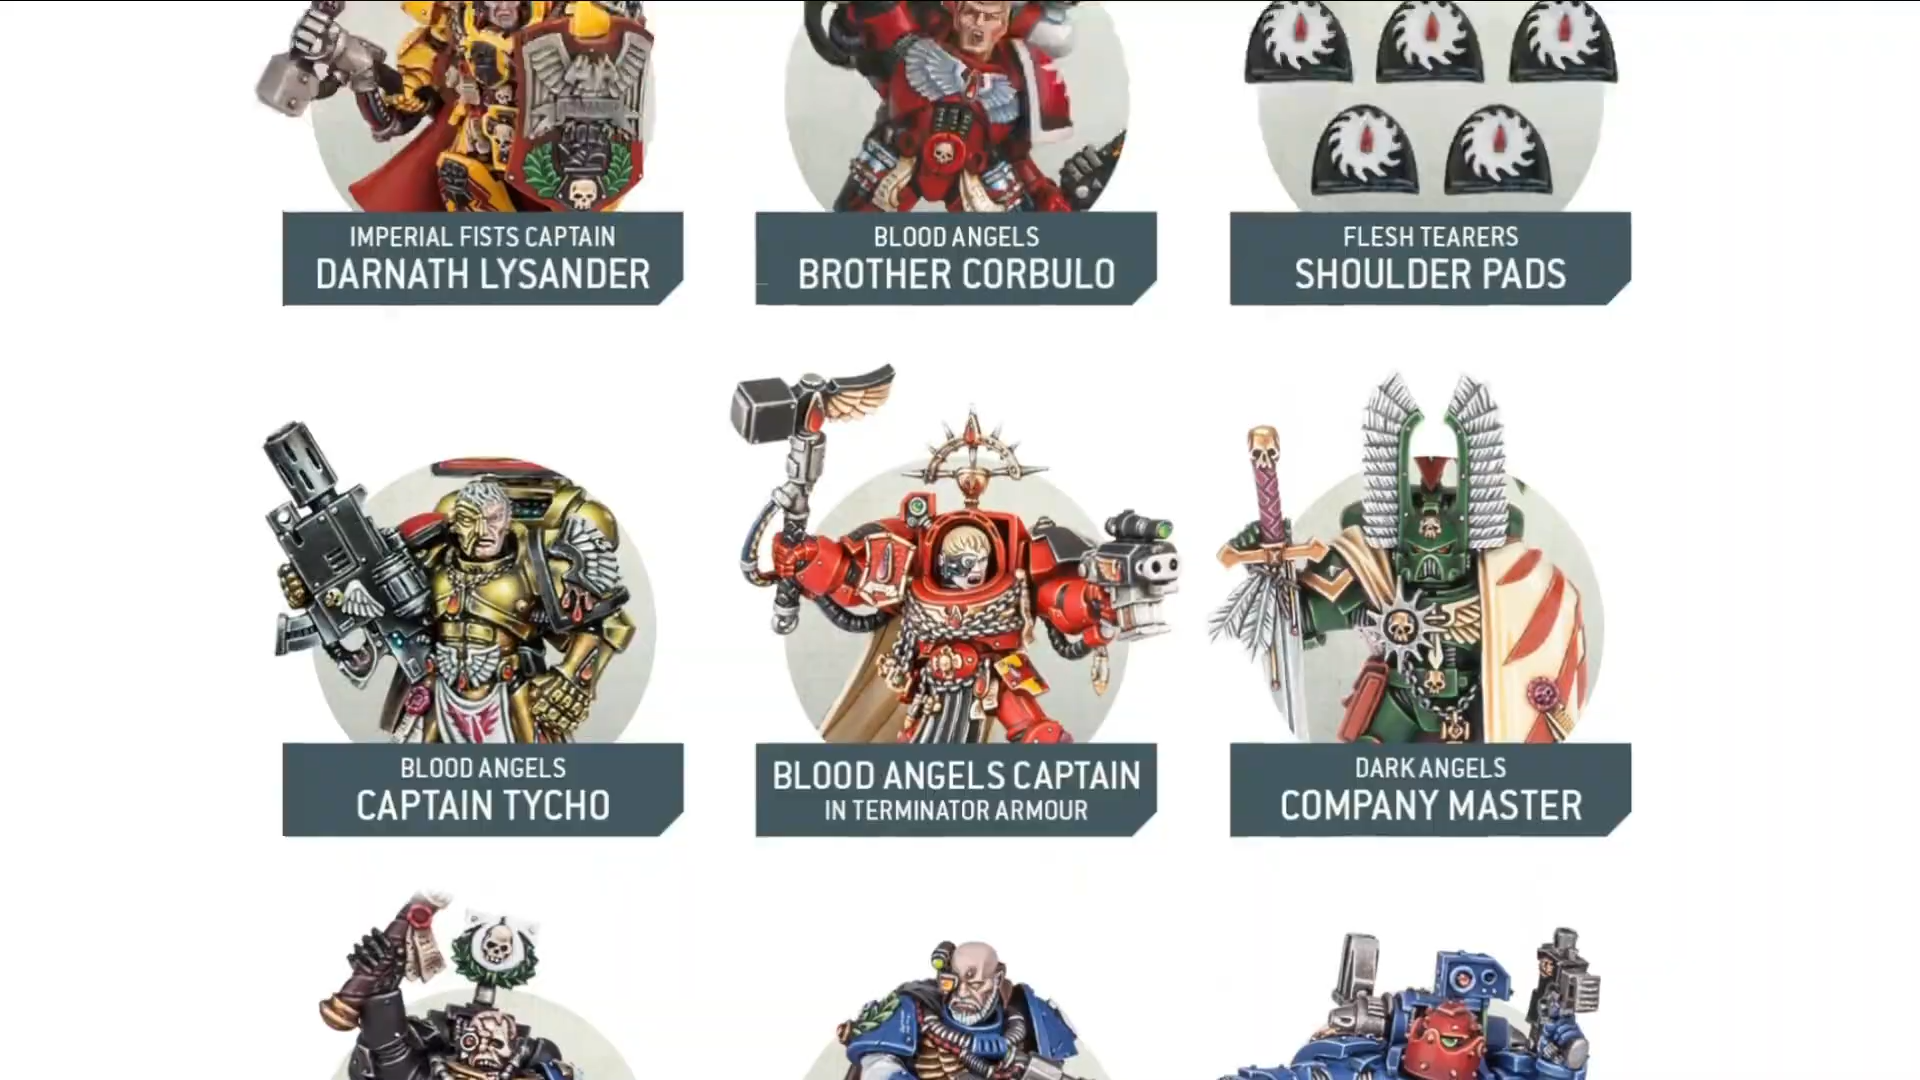 IMPERIAL FISTS CAPTAIN
DARNATH LYSANDER
BLOOD ANGELS
BROTHER CORBULO
FLESH TEARERS
SHOULDER PADS
BLOOD ANGELS
CAPTAIN TYCHO
BLOOD ANGELS CAPTAIN
IN TERMINATOR ARMOUR
DARK ANGELS
COMPANY MASTER